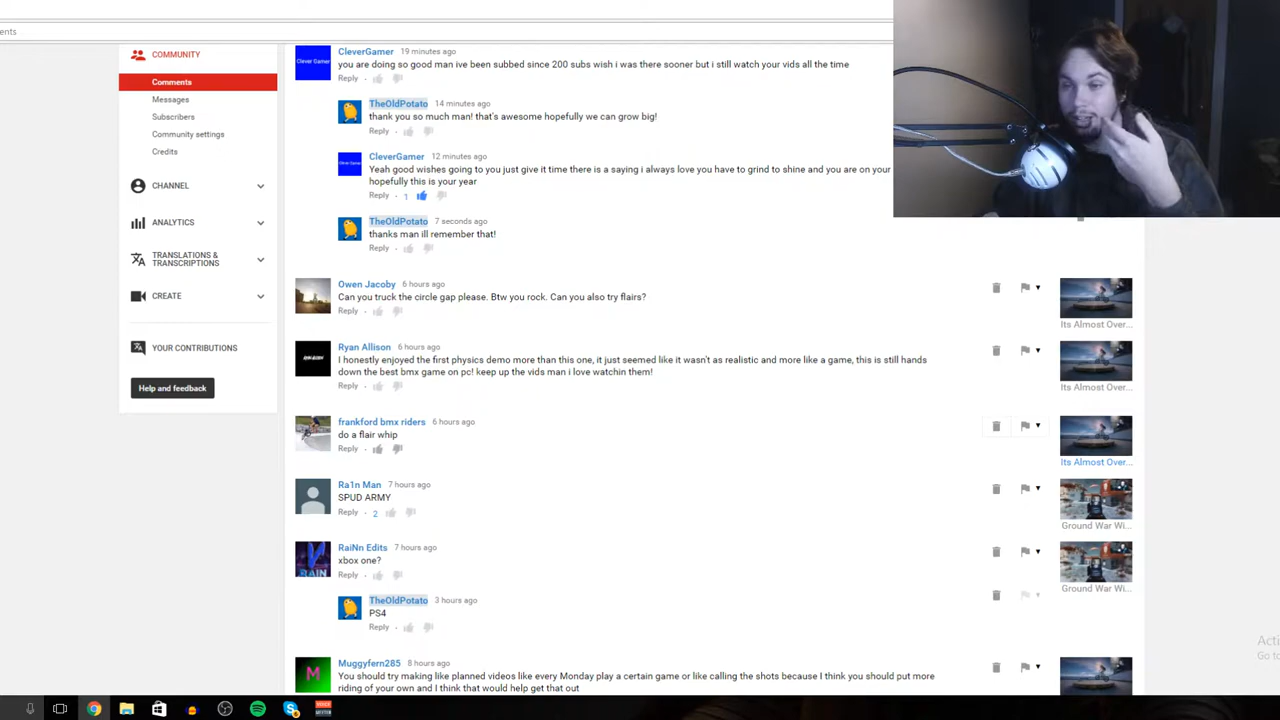 ents
COMMUNITY
Comments
Messages
Subscribers
Community settings
Credits
CHANNEL
ANALYTICS
TRANSLATIONS &
TRANSCRIPTIONS
CREATE
YOUR CONTRIBUTIONS
Help and feedback
Clever Gamer
CleverGamer 19 minutes ago
you are doing so good man ive been subbed since 200 subs wish i was there sooner but i still watch your vids all the time
Reply
TheOldPotato 14 minutes ago
thank you so much man! that's awesome hopefully we can grow big!
Reply
Clever Gamer
CleverGamer 12 minutes ago
Yeah good wishes going to you just give it time there is a saying i always love you have to grind to shine and you are on your
hopefully this is your year
Reply 1
TheOldPotato 7 seconds ago
thanks man ill remember that!
Reply
Owen Jacoby 6 hours ago
Can you truck the circle gap please. Btw you rock. Can you also try flairs?
Reply
Its Almost Over...
Ryan Allison 6 hours ago
I honestly enjoyed the first physics demo more than this one, it just seemed like it wasn't as realistic and more like a game, this is still hands
down the best bmx game on pc! keep up the vids man i love watchin them!
Reply
Its Almost Over...
frankford bmx riders 6 hours ago
do a flair whip
Reply
Its Almost Over...
Ra1n Man 7 hours ago
SPUD ARMY
Reply 2
Ground War Wi...
RAIN
RaiNn Edits 7 hours ago
xbox one?
Reply
Ground War Wi...
TheOldPotato 3 hours ago
PS4
Reply
M
Muggyfern285 8 hours ago
You should try making like planned videos like every Monday play a certain game or like calling the shots because I think you should put more
riding of your own and I think that would help get that out
Acti
Go to